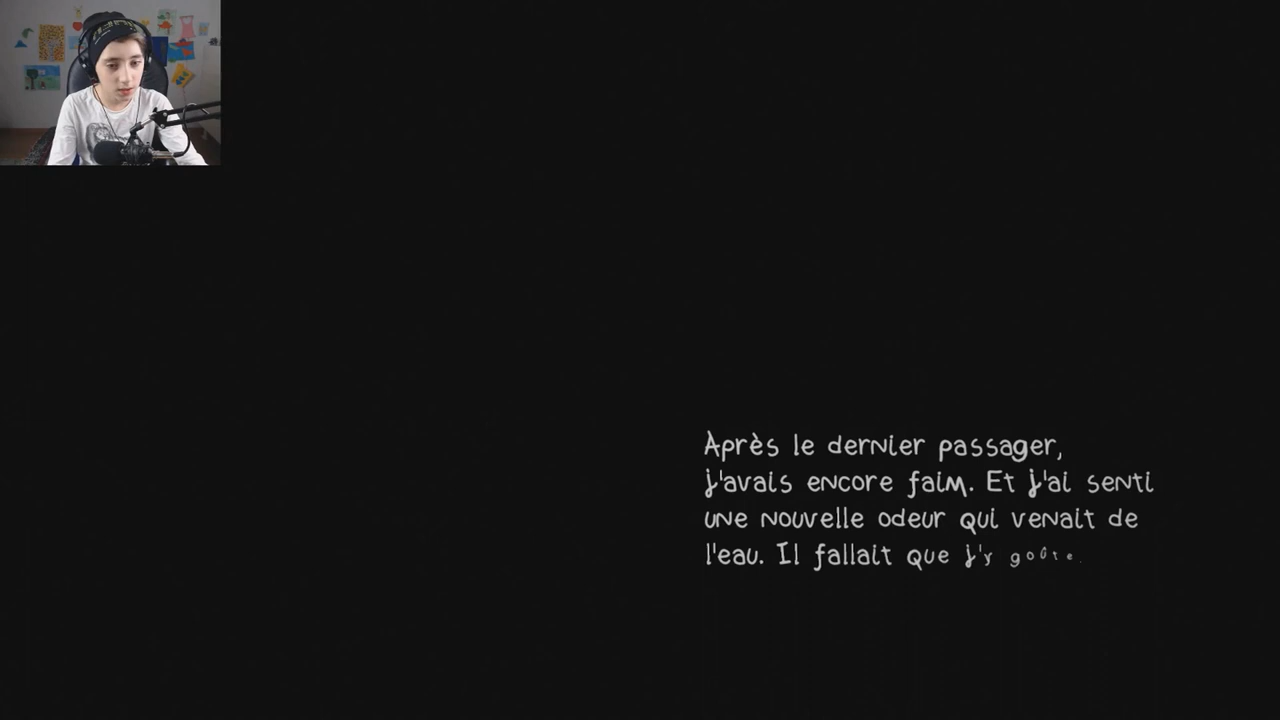 Après le dernier passager,
j'avais encore faim. Et j'ai senti
une nouvelle odeur qui venait de
l'eau. Il fallait que j'y goûte.